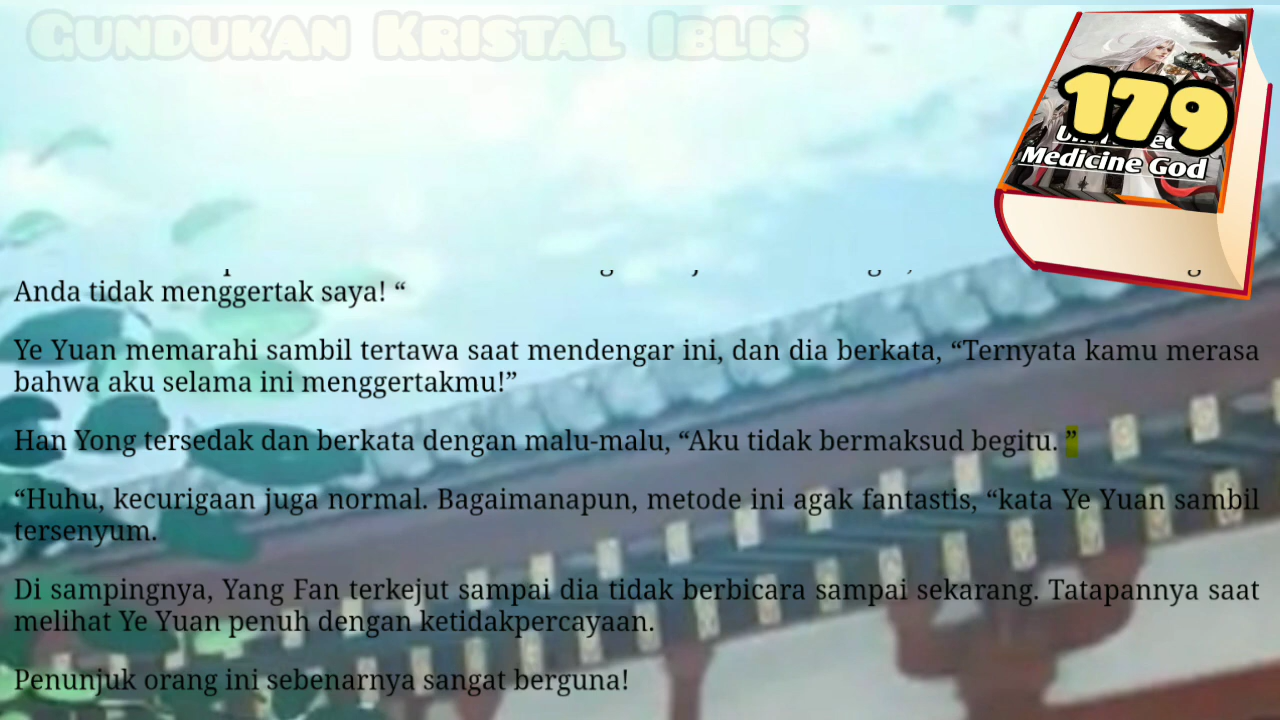 Gundukan Kristal Iblis
179
Medicine God
Anda tidak menggertak saya! “
Ye Yuan memarahi sambil tertawa saat mendengar ini, dan dia berkata, “Ternyata kamu merasa
bahwa aku selama ini menggertakmu!”
Han Yong tersedak dan berkata dengan malu-malu, “Aku tidak bermaksud begitu. ”
“Huhu, kecurigaan juga normal. Bagaimanapun, metode ini agak fantastis, “kata Ye Yuan sambil
tersenyum.
Di sampingnya, Yang Fan terkejut sampai dia tidak berbicara sampai sekarang. Tatapannya saat
melihat Ye Yuan penuh dengan ketidakpercayaan.
Penunjuk orang ini sebenarnya sangat berguna!